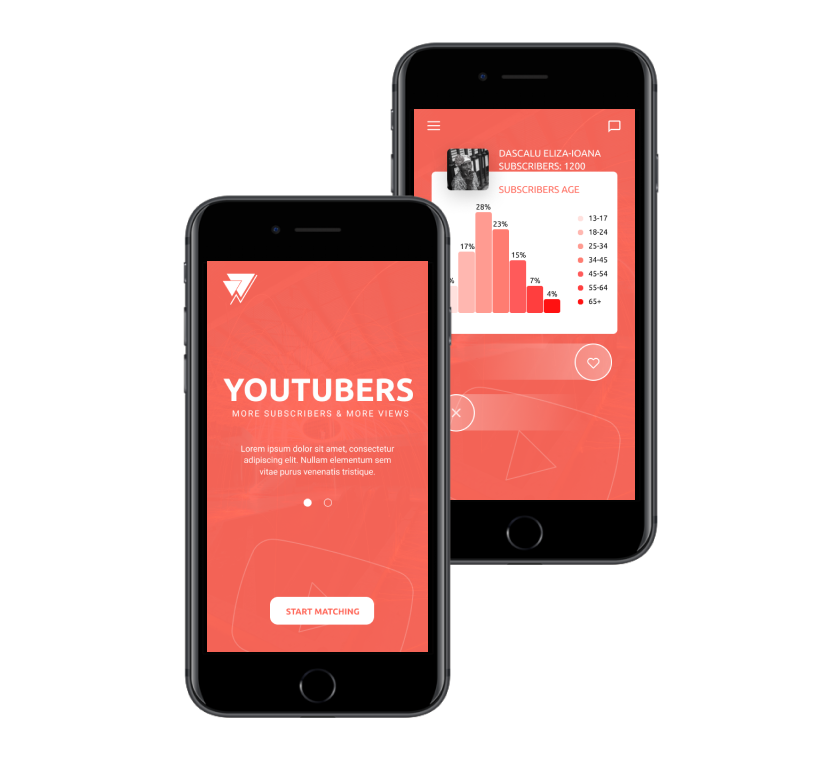 DASCALU ELIZA-IOANA
SUBSCRIBERS: 1200
SUBSCRIBERS AGE
28%
23%
17%
15%
7%
4%
%
13-17
18-24
25-34
34-45
45-54
55-64
65+
YOUTUBERS
MORE SUBSCRIBERS & MORE VIEWS
Lorem ipsum dolor sit amet, consectetur
adipiscing elit. Nullam elementum sem
vitae purus venenatis tristique.
START MATCHING